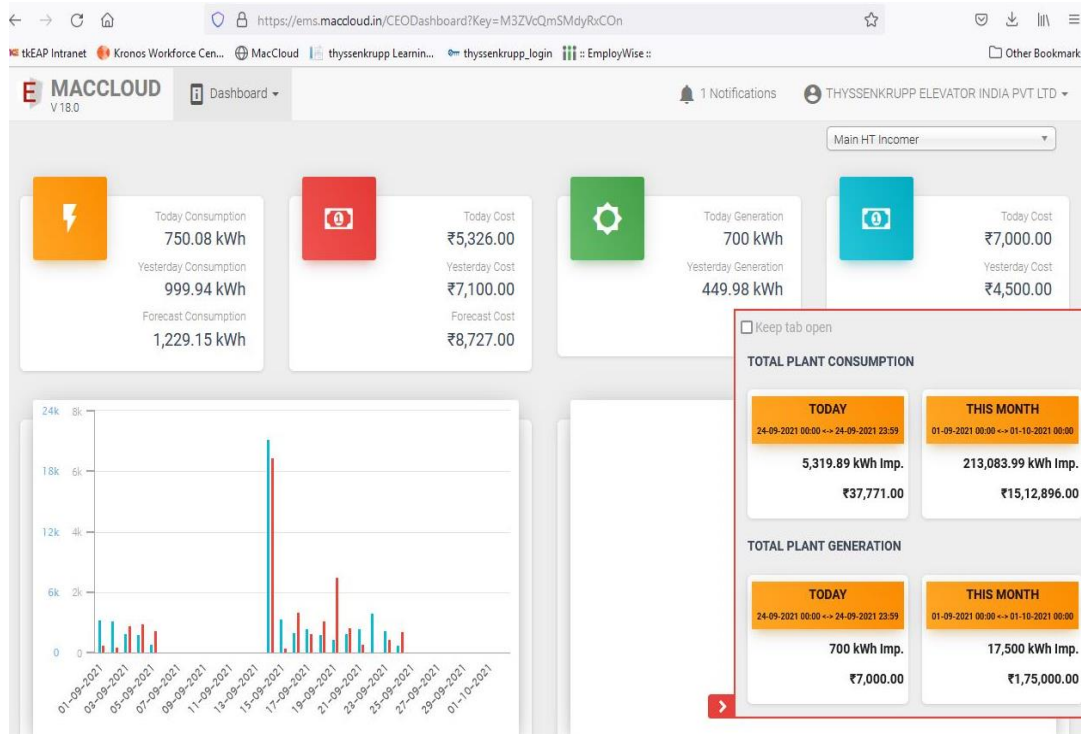 https://ems.maccloud.in/CEODashboard?Key=M3ZVcQmSMdyRxCOn
tkEAP Intranet Kronos Workforce Cen... MacCloud thyssenkrupp Learnin... thyssenkrupp_login :: EmployWise :: Other Bookmark
MACCLOUD
V 18.0
Dashboard
1 Notifications
THYSSENKRUPP ELEVATOR INDIA PVT LTD
Main HT Incomer
Today Consumption
750.08 kWh
Yesterday Consumption
999.94 kWh
Forecast Consumption
1,229.15 kWh
Today Cost
₹5,326.00
Yesterday Cost
₹7,100.00
Forecast Cost
₹8,727.00
Today Generation
700 kWh
Yesterday Generation
449.98 kWh
Today Cost
₹7,000.00
Yesterday Cost
₹4,500.00
Keep tab open
TOTAL PLANT CONSUMPTION
TODAY
24-09-2021 00:00 <-> 24-09-2021 23:59
5,319.89 kWh Imp.
₹37,771.00
THIS MONTH
01-09-2021 00:00 <-> 01-10-2021 00:00
213,083.99 kWh Imp.
₹15,12,896.00
TOTAL PLANT GENERATION
TODAY
24-09-2021 00:00 <-> 24-09-2021 23:59
700 kWh Imp.
₹7,000.00
THIS MONTH
01-09-2021 00:00 <-> 01-10-2021 00:00
17,500 kWh Imp.
₹1,75,000.00
24k 8k
18k 6k
12k 4k
6k 2k
0 0
01-09-2021
03-09-2021
05-09-2021
07-09-2021
09-09-2021
11-09-2021
13-09-2021
15-09-2021
17-09-2021
19-09-2021
21-09-2021
23-09-2021
25-09-2021
27-09-2021
29-09-2021
01-10-2021